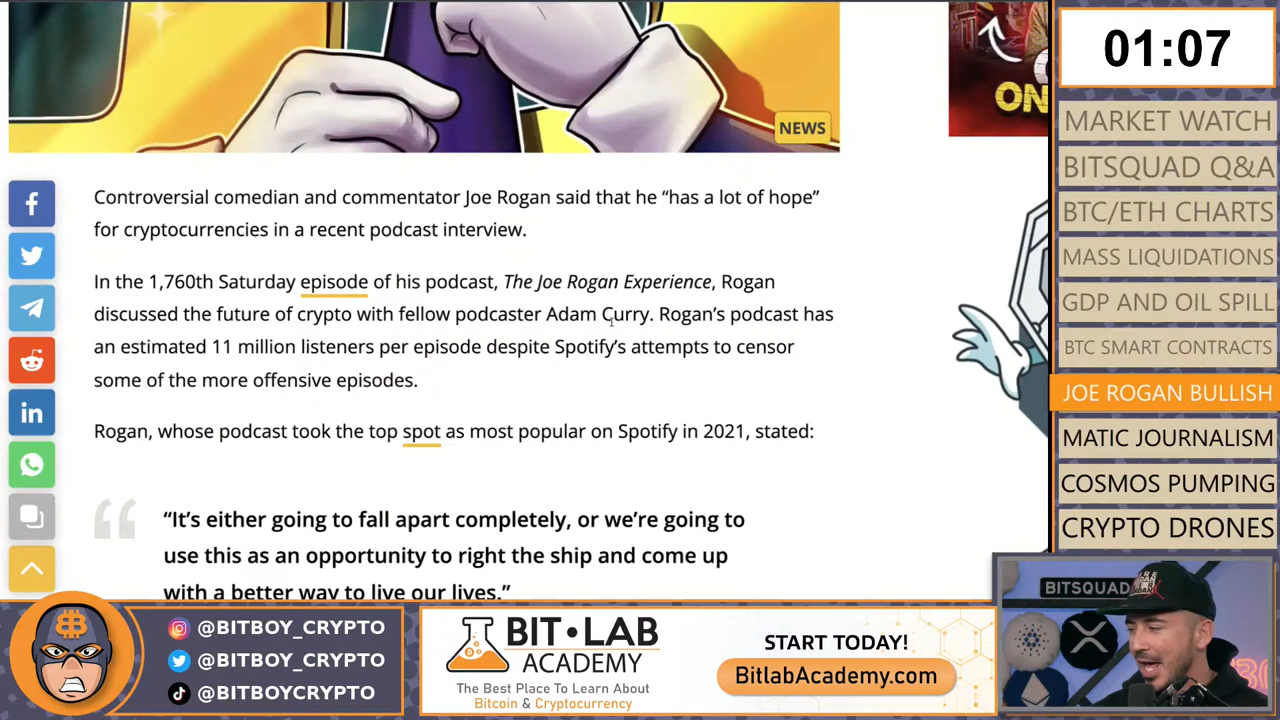 NEWS
ON
01:07
Controversial comedian and commentator Joe Rogan said that he “has a lot of hope”
for cryptocurrencies in a recent podcast interview.
In the 1,760th Saturday episode of his podcast, The Joe Rogan Experience, Rogan
discussed the future of crypto with fellow podcaster Adam Curry. Rogan’s podcast has
an estimated 11 million listeners per episode despite Spotify’s attempts to censor
some of the more offensive episodes.
Rogan, whose podcast took the top spot as most popular on Spotify in 2021, stated:
“It’s either going to fall apart completely, or we’re going to
use this as an opportunity to right the ship and come up
with a better way to live our lives.”
MARKET WATCH
BITSQUAD Q&A
BTC/ETH CHARTS
MASS LIQUIDATIONS
GDP AND OIL SPILL
BTC SMART CONTRACTS
JOE ROGAN BULLISH
MATIC JOURNALISM
COSMOS PUMPING
CRYPTO DRONES
BITSQUAD
@BITBOY_CRYPTO
@BITBOY_CRYPTO
@BITBOYCRYPTO
BIT•LAB
ACADEMY
The Best Place To Learn About
Bitcoin & Cryptocurrency
START TODAY!
BitlabAcademy.com